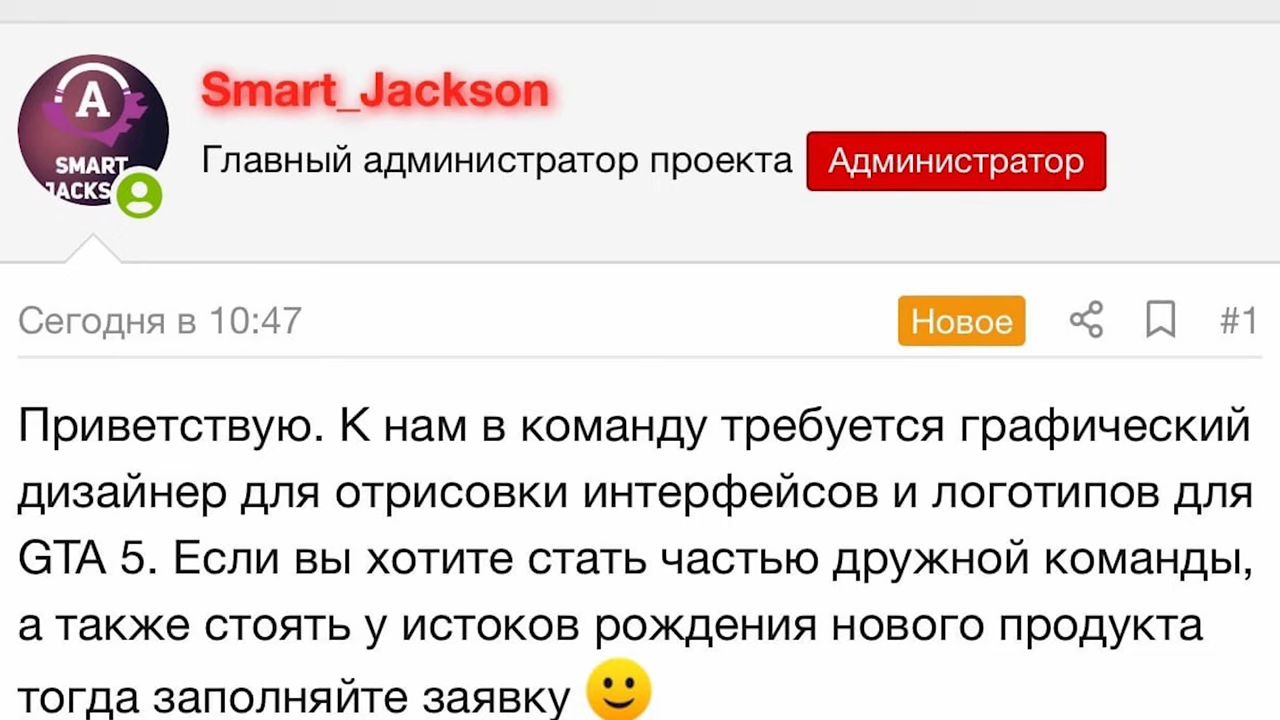 A
SMART
JACKS
Smart_Jackson
Главный администратор проекта Администратор
Сегодня в 10:47 Новое #1
Приветствую. К нам в команду требуется графический
дизайнер для отрисовки интерфейсов и логотипов для
GTA 5. Если вы хотите стать частью дружной команды,
а также стоять у истоков рождения нового продукта
тогда заполняйте заявку 🙂